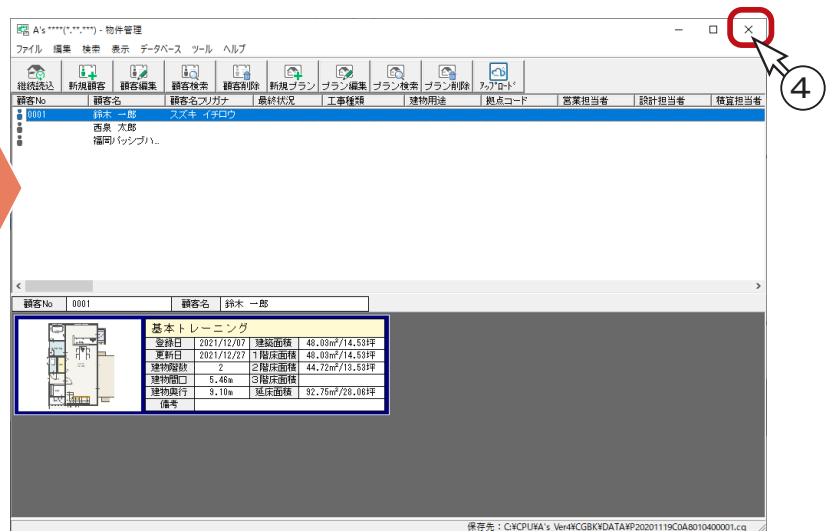 A's ****(*.**.***) - 物件管理
ファイル 編集 検索 表示 データベース ツール ヘルプ
継続読込 新規顧客 顧客編集 顧客検索 顧客削除 新規プラン プラン編集 プラン検索 プラン削除 アップロード
顧客No 顧客名 顧客名フリガナ 最終状況 工事種類 建物用途 拠点コード 営業担当者 設計担当者 積算担当者
0001 鈴木 一郎 スズキ イチロウ
西泉 太郎
福岡パッシブハ...
④
顧客No 0001 顧客名 鈴木 一郎
基本トレーニング
登録日 2021/12/07 建築面積 48.03m²/14.53坪
更新日 2021/12/27 1階床面積 48.03m²/14.53坪
建物階数 2 2階床面積 44.72m²/13.53坪
建物間口 5.46m 3階床面積
建物奥行 9.10m 延床面積 92.75m²/28.06坪
備考
保存先：C:¥CPU¥A's_Ver4¥CGBK¥DATA¥P20201119C0A8010400001.cg